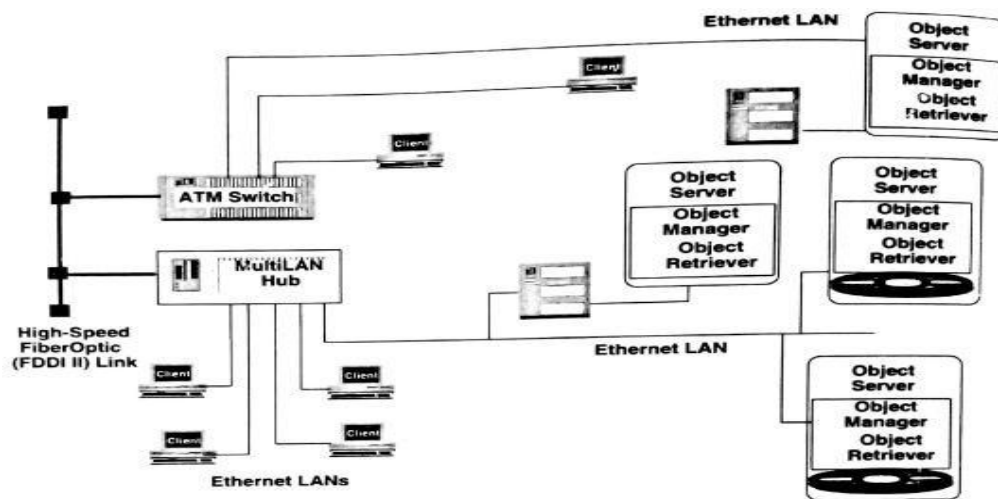 Ethernet LAN
Object
Server
Object
Manager
Object
Retriever
Client
Client
ATM Switch
Object
Server
Object
Manager
Object
Retriever
Object
Server
Object
Manager
Object
Retriever
MultiLAN
Hub
High-Speed
FiberOptic
(FDDI II) Link
Ethernet LAN
Client
Client
Client
Client
Ethernet LANs
Object
Server
Object
Manager
Object
Retriever